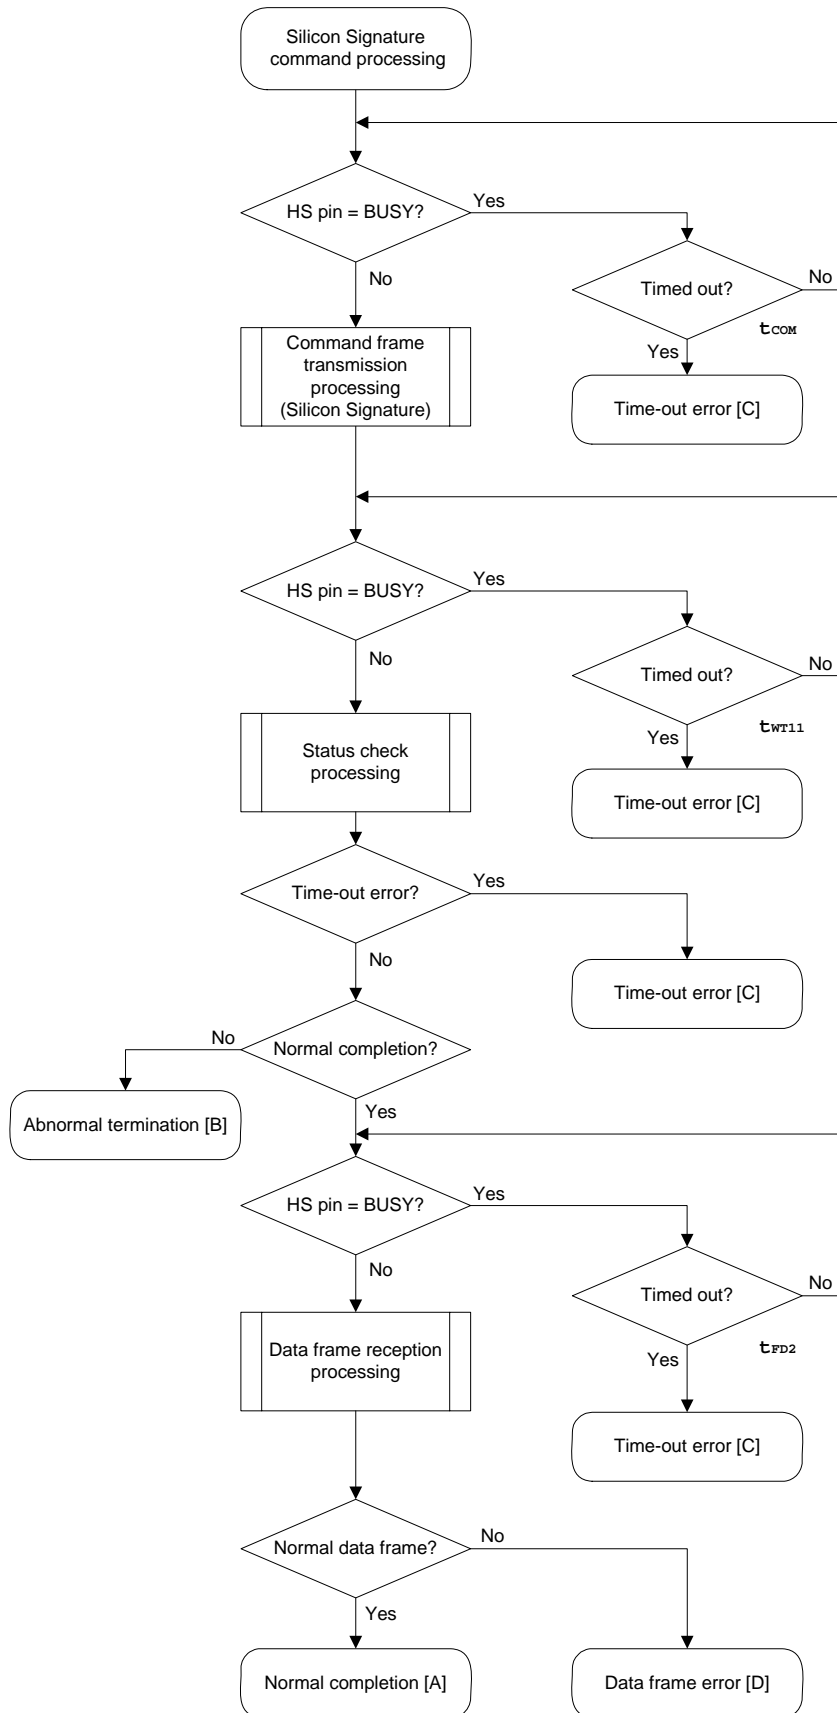 Silicon Signature
command processing
HS pin = BUSY?
Yes
No
Timed out?
No
tCOM
Yes
Time-out error [C]
Command frame
transmission
processing
(Silicon Signature)
HS pin = BUSY?
Yes
No
Timed out?
No
tWT11
Yes
Time-out error [C]
Status check
processing
Time-out error?
Yes
No
Time-out error [C]
Normal completion?
No
Yes
Abnormal termination [B]
HS pin = BUSY?
Yes
No
Timed out?
No
tFD2
Yes
Time-out error [C]
Data frame reception
processing
Normal data frame?
No
Yes
Normal completion [A]
Data frame error [D]